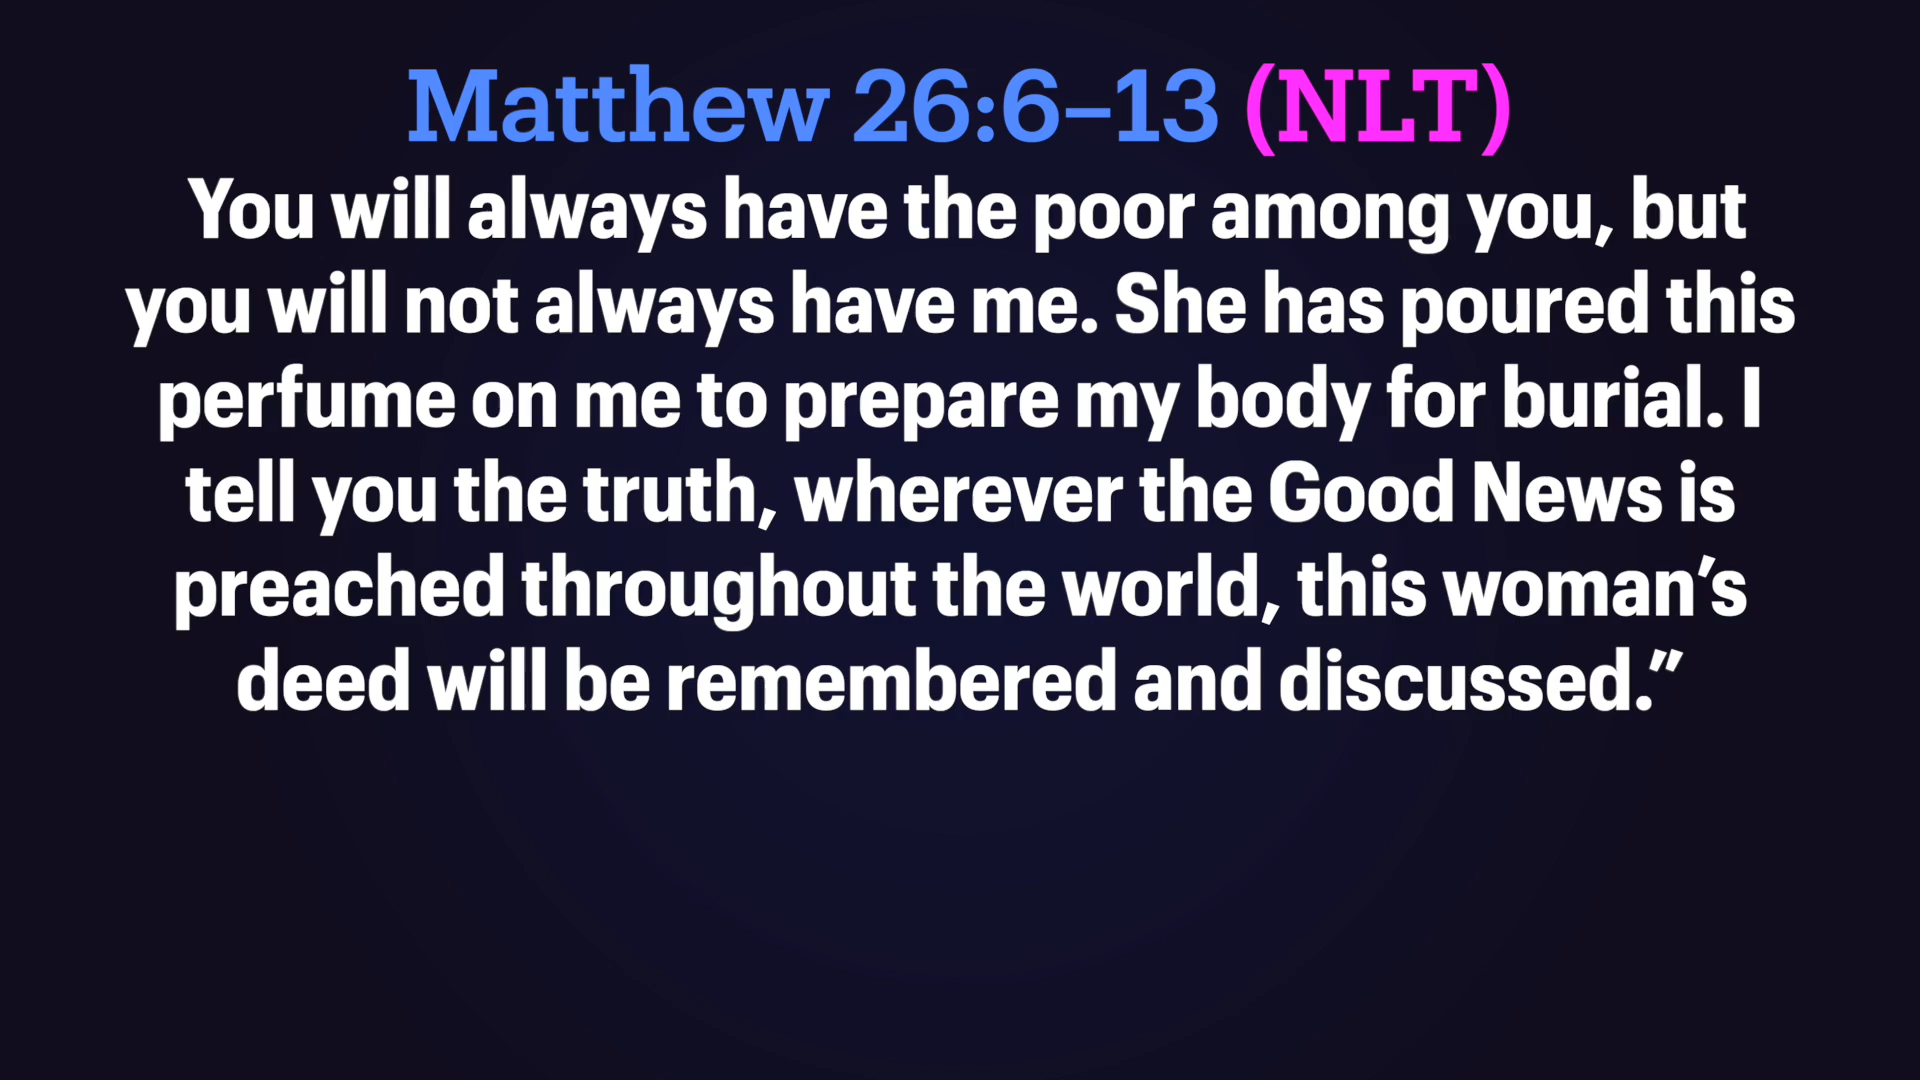 Matthew 26:6–13 (NLT)
You will always have the poor among you, but
you will not always have me. She has poured this
perfume on me to prepare my body for burial. I
tell you the truth, wherever the Good News is
preached throughout the world, this woman’s
deed will be remembered and discussed.”